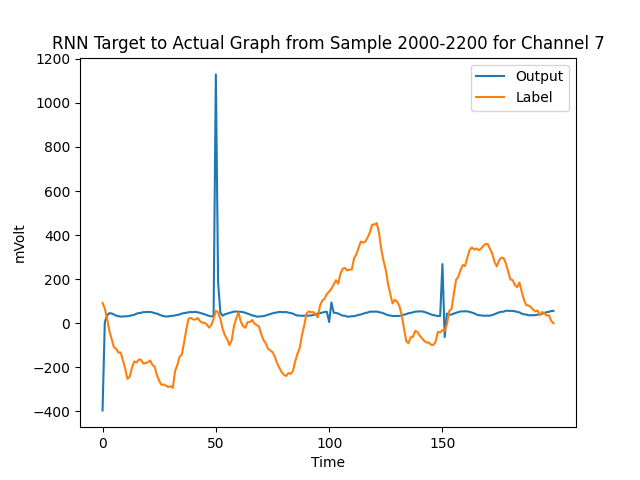 RNN Target to Actual Graph from Sample 2000-2200 for Channel 7
Output
Label
1200
1000
800
600
400
200
0
−200
−400
mVolt
0 50 100 150
Time